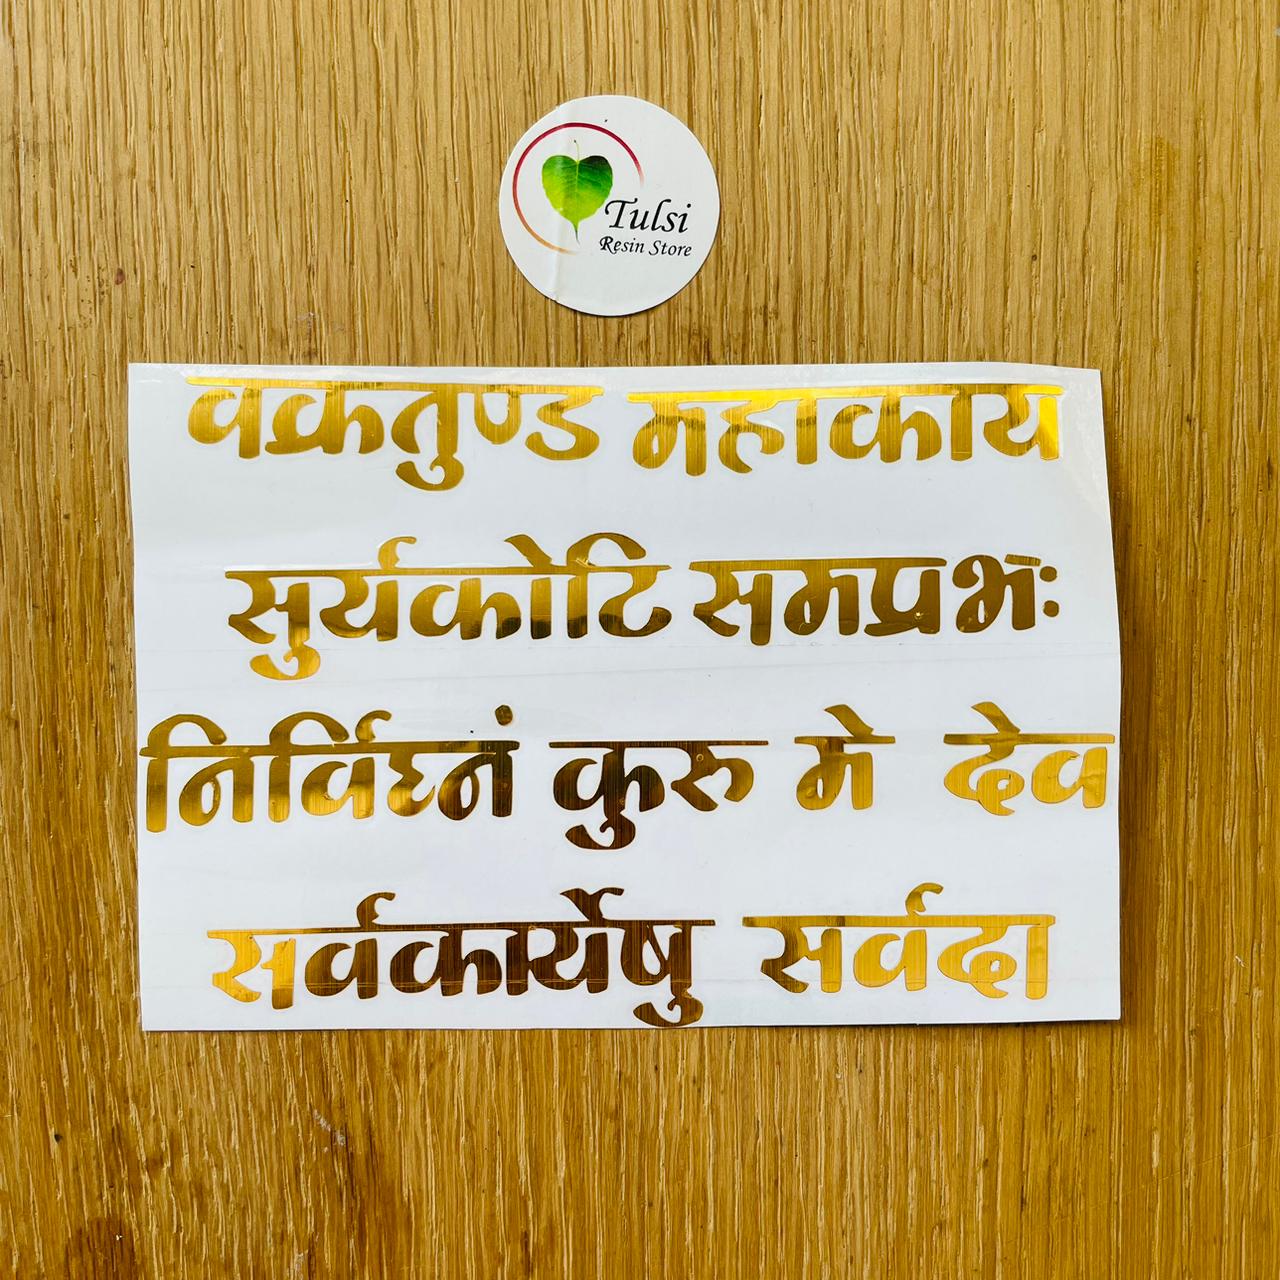 Tulsi
Resin Store
वक्रतुण्ड महाकाय
सुर्यकोटि समप्रभः
निर्विघ्नं कुरु मे देव
सर्वकार्येषु सर्वदा